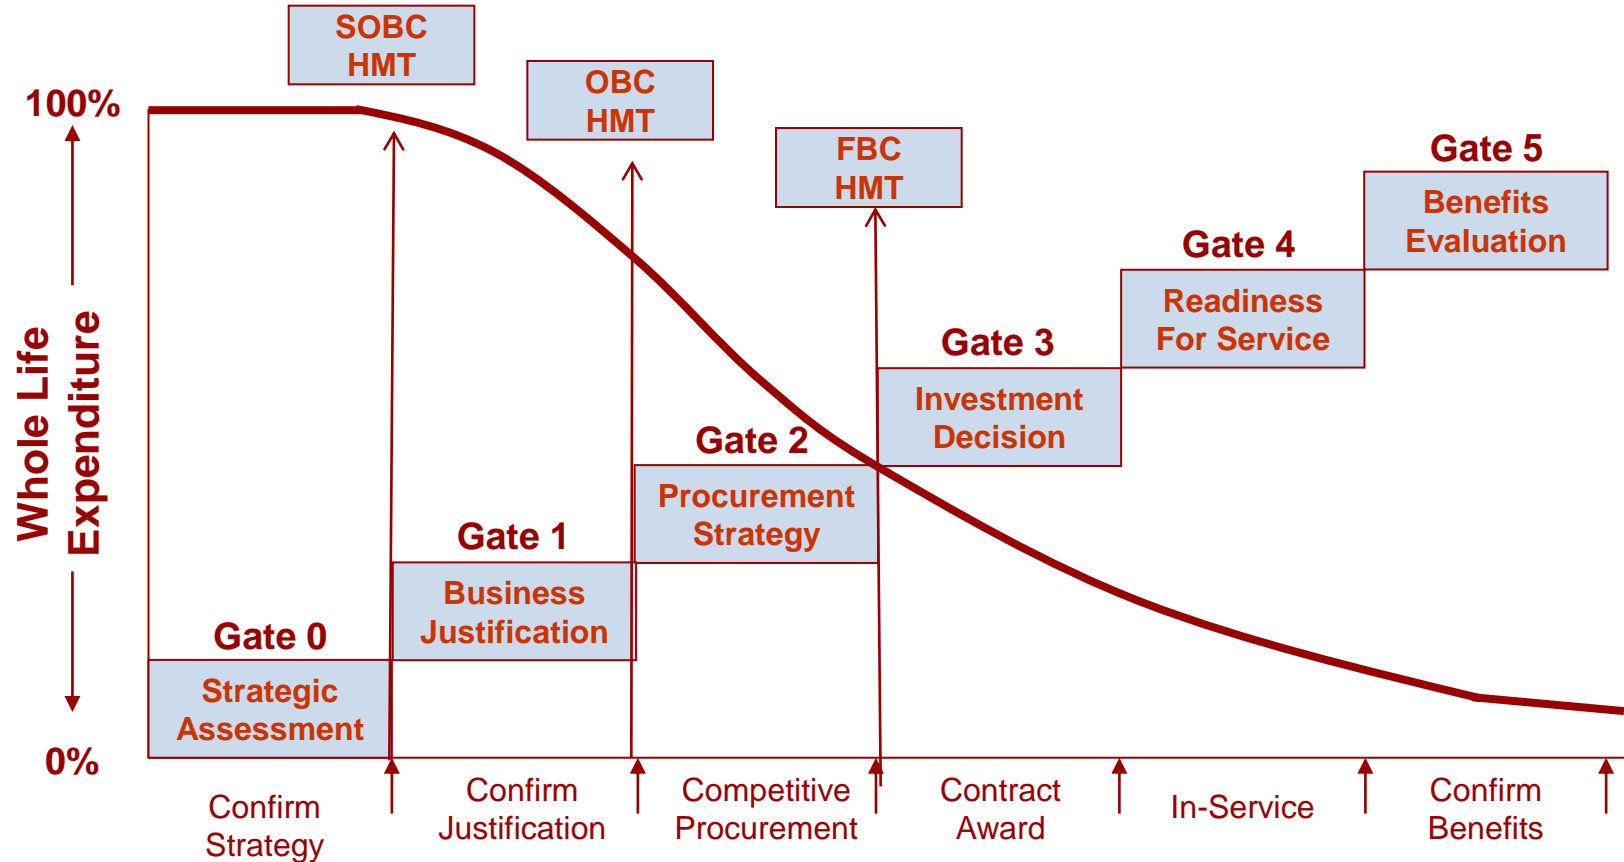 SOBC
HMT
OBC
HMT
100%
FBC
HMT
Gate 5
Benefits
Evaluation
Gate 4
Readiness
For Service
Gate 3
Investment
Decision
Whole Life
Expenditure
Gate 2
Procurement
Strategy
Gate 1
Business
Justification
Gate 0
Strategic
Assessment
0%
Confirm
Strategy
Confirm
Justification
Competitive
Procurement
Contract
Award
In-Service
Confirm
Benefits